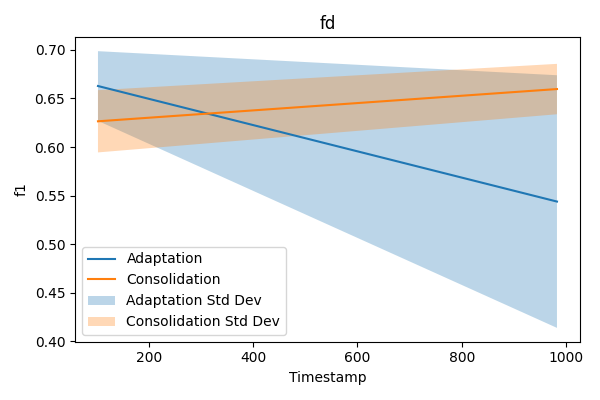 fd
0.70
0.65
0.60
0.55
0.50
0.45
0.40
f1
Adaptation
Consolidation
Adaptation Std Dev
Consolidation Std Dev
200
400
600
800
1000
Timestamp